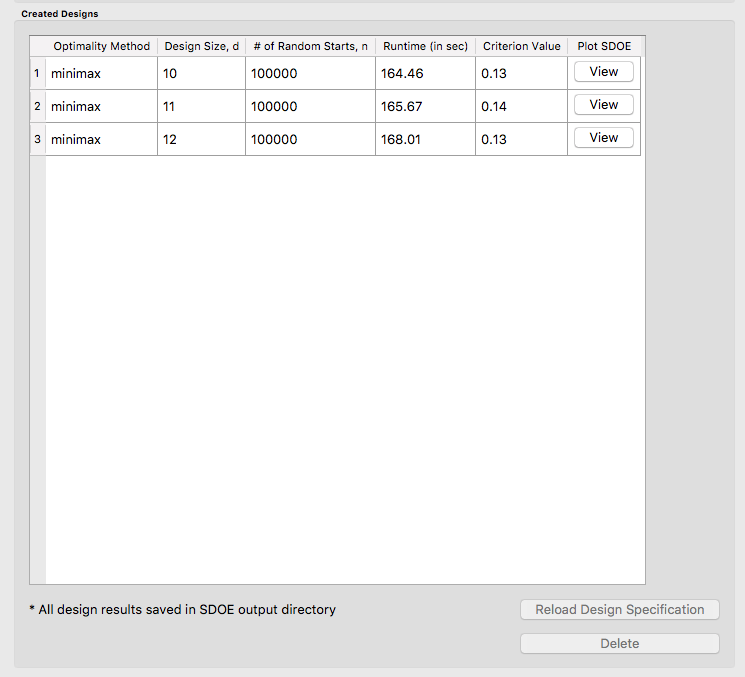 Created Designs
Optimality Method Design Size, d # of Random Starts, n Runtime (in sec) Criterion Value Plot SDOE
1 minimax 10 100000 164.46 0.13 View
2 minimax 11 100000 165.67 0.14 View
3 minimax 12 100000 168.01 0.13 View
* All design results saved in SDOE output directory Reload Design Specification
Delete